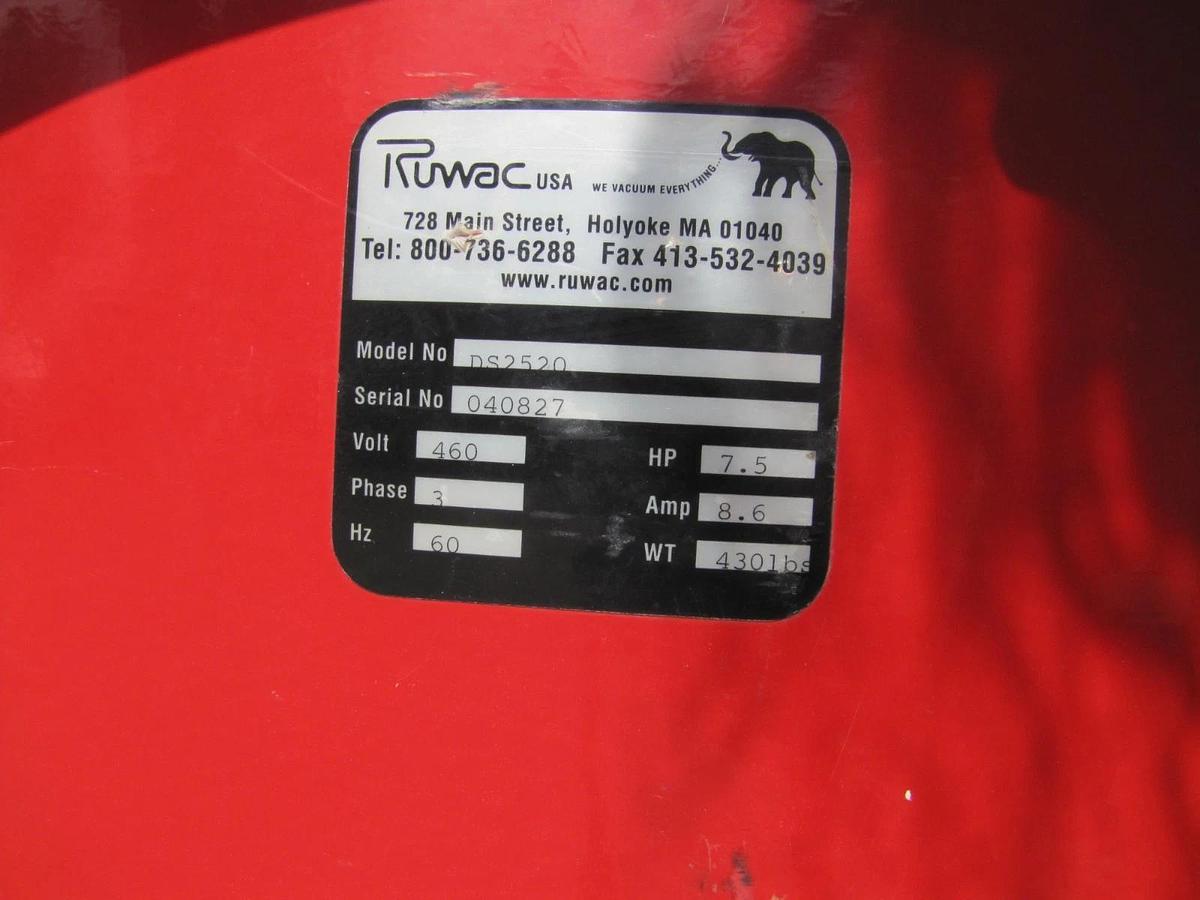 Ruwac USA WE VACUUM EVERYTHING...
728 Main Street, Holyoke MA 01040
Tel: 800-736-6288 Fax 413-532-4039
www.ruwac.com
Model No DS2520
Serial No 040827
Volt 460 HP 7.5
Phase 3 Amp 8.6
Hz 60 WT 430lbs